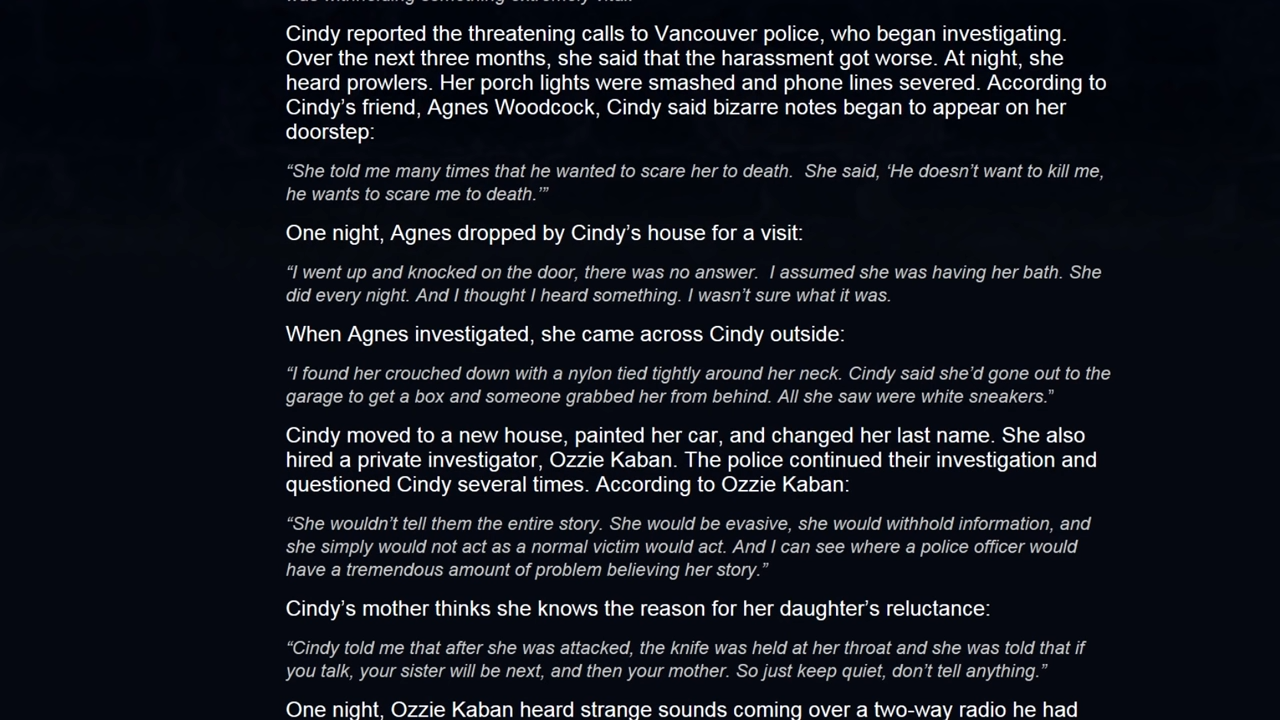 Cindy reported the threatening calls to Vancouver police, who began investigating.
Over the next three months, she said that the harassment got worse. At night, she
heard prowlers. Her porch lights were smashed and phone lines severed. According to
Cindy’s friend, Agnes Woodcock, Cindy said bizarre notes began to appear on her
doorstep:
“She told me many times that he wanted to scare her to death.  She said, ‘He doesn’t want to kill me,
he wants to scare me to death.’”
One night, Agnes dropped by Cindy’s house for a visit:
“I went up and knocked on the door, there was no answer.  I assumed she was having her bath. She
did every night. And I thought I heard something. I wasn’t sure what it was.
When Agnes investigated, she came across Cindy outside:
“I found her crouched down with a nylon tied tightly around her neck. Cindy said she’d gone out to the
garage to get a box and someone grabbed her from behind. All she saw were white sneakers.”
Cindy moved to a new house, painted her car, and changed her last name. She also
hired a private investigator, Ozzie Kaban. The police continued their investigation and
questioned Cindy several times. According to Ozzie Kaban:
“She wouldn’t tell them the entire story. She would be evasive, she would withhold information, and
she simply would not act as a normal victim would act. And I can see where a police officer would
have a tremendous amount of problem believing her story.”
Cindy’s mother thinks she knows the reason for her daughter’s reluctance:
“Cindy told me that after she was attacked, the knife was held at her throat and she was told that if
you talk, your sister will be next, and then your mother. So just keep quiet, don’t tell anything.”
One night, Ozzie Kaban heard strange sounds coming over a two-way radio he had